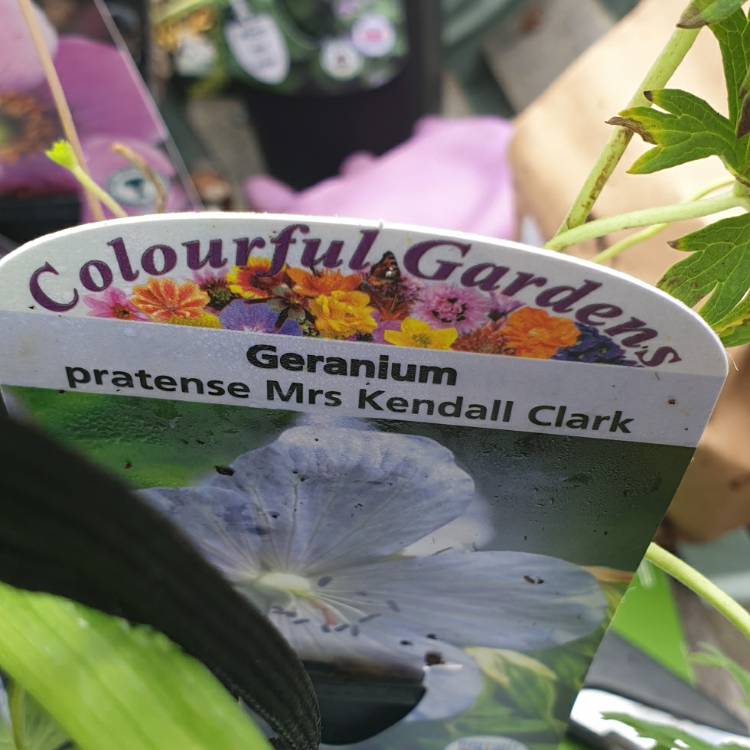 Colourful Gardens
Geranium
pratense Mrs Kendall Clark